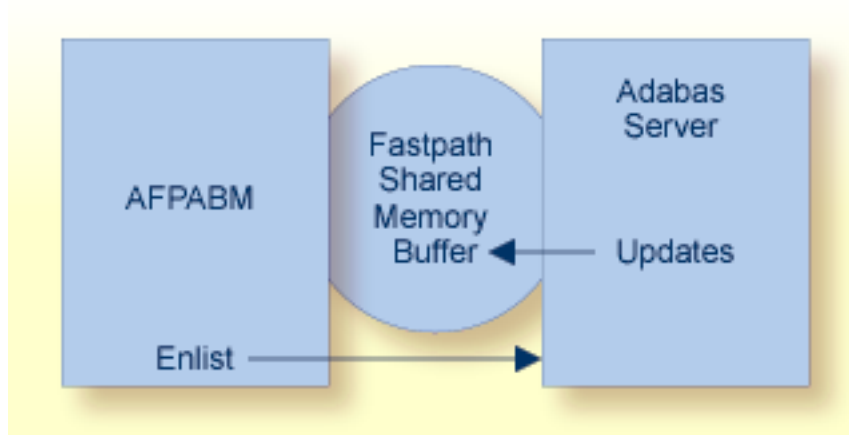 AFPABM
Enlist
Fastpath
Shared
Memory
Buffer
Adabas
Server
Updates